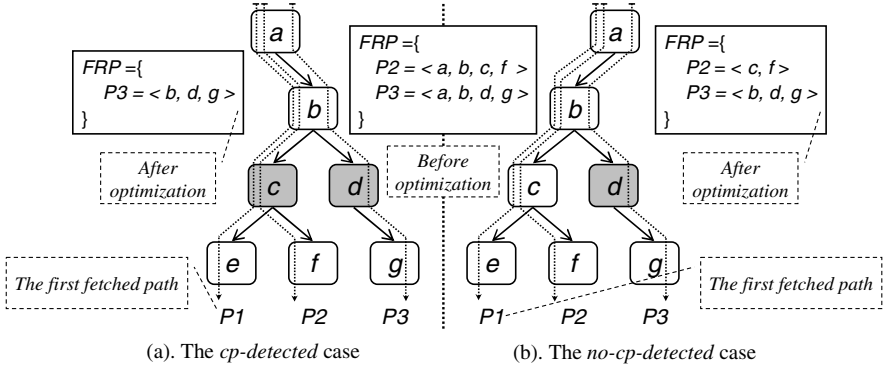 a
a
FRP ={
P3 = < b, d, g >
}
FRP ={
P2 = < a, b, c, f >
P3 = < a, b, d, g >
}
FRP ={
P2 = < c, f >
P3 = < b, d, g >
}
b
b
After
optimization
Before
optimization
After
optimization
c
d
c
d
e
f
g
e
f
g
The first fetched path
The first fetched path
P1
P2
P3
P1
P2
P3
(a). The cp-detected case
(b). The no-cp-detected case